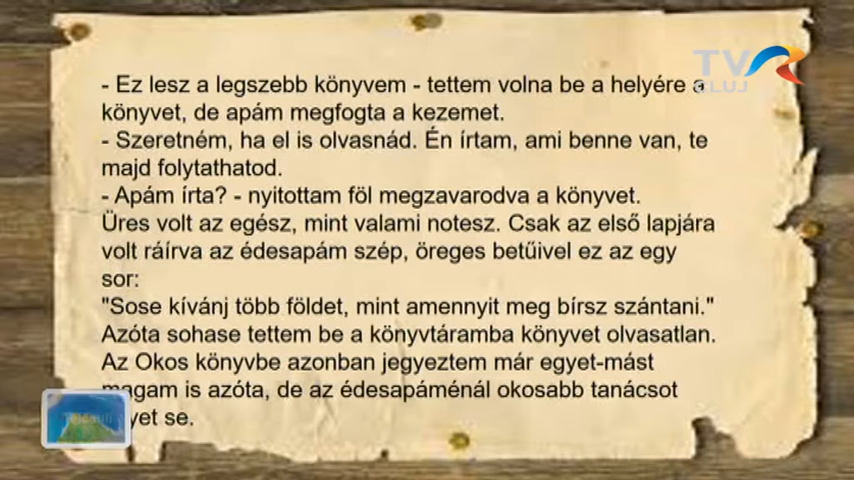 - Ez lesz a legszebb könyvem - tettem volna be a helyére a
könyvet, de apám megfogta a kezemet.
- Szeretném, ha el is olvasnád. Én írtam, ami benne van, te
majd folytathatod.
- Apám írta? - nyitottam föl megzavarodva a könyvet.
Üres volt az egész, mint valami notesz. Csak az első lapjára
volt ráírva az édesapám szép, öreges betűivel ez az egy
sor:
"Sose kívánj több földet, mint amennyit meg bírsz szántani."
Azóta sohase tettem be a könyvtáramba könyvet olvasatlan.
Az Okos könyvbe azonban jegyeztem már egyet-mást
magam is azóta, de az édesapáménál okosabb tanácsot
se.
TVR
CLUJ